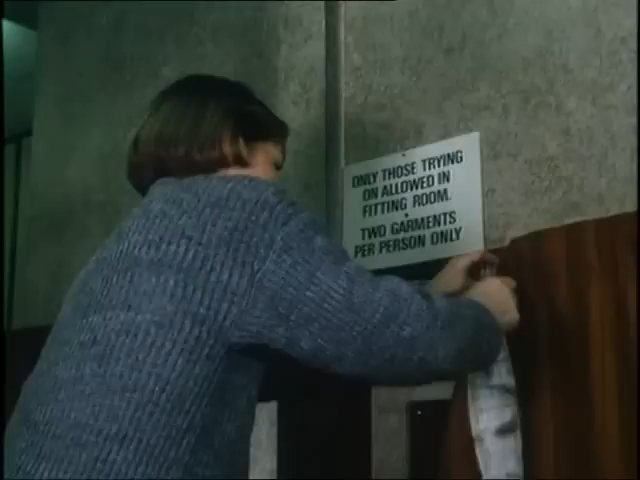 ONLY THOSE TRYING
ON ALLOWED IN
FITTING ROOM.
•
TWO GARMENTS
PER PERSON ONLY